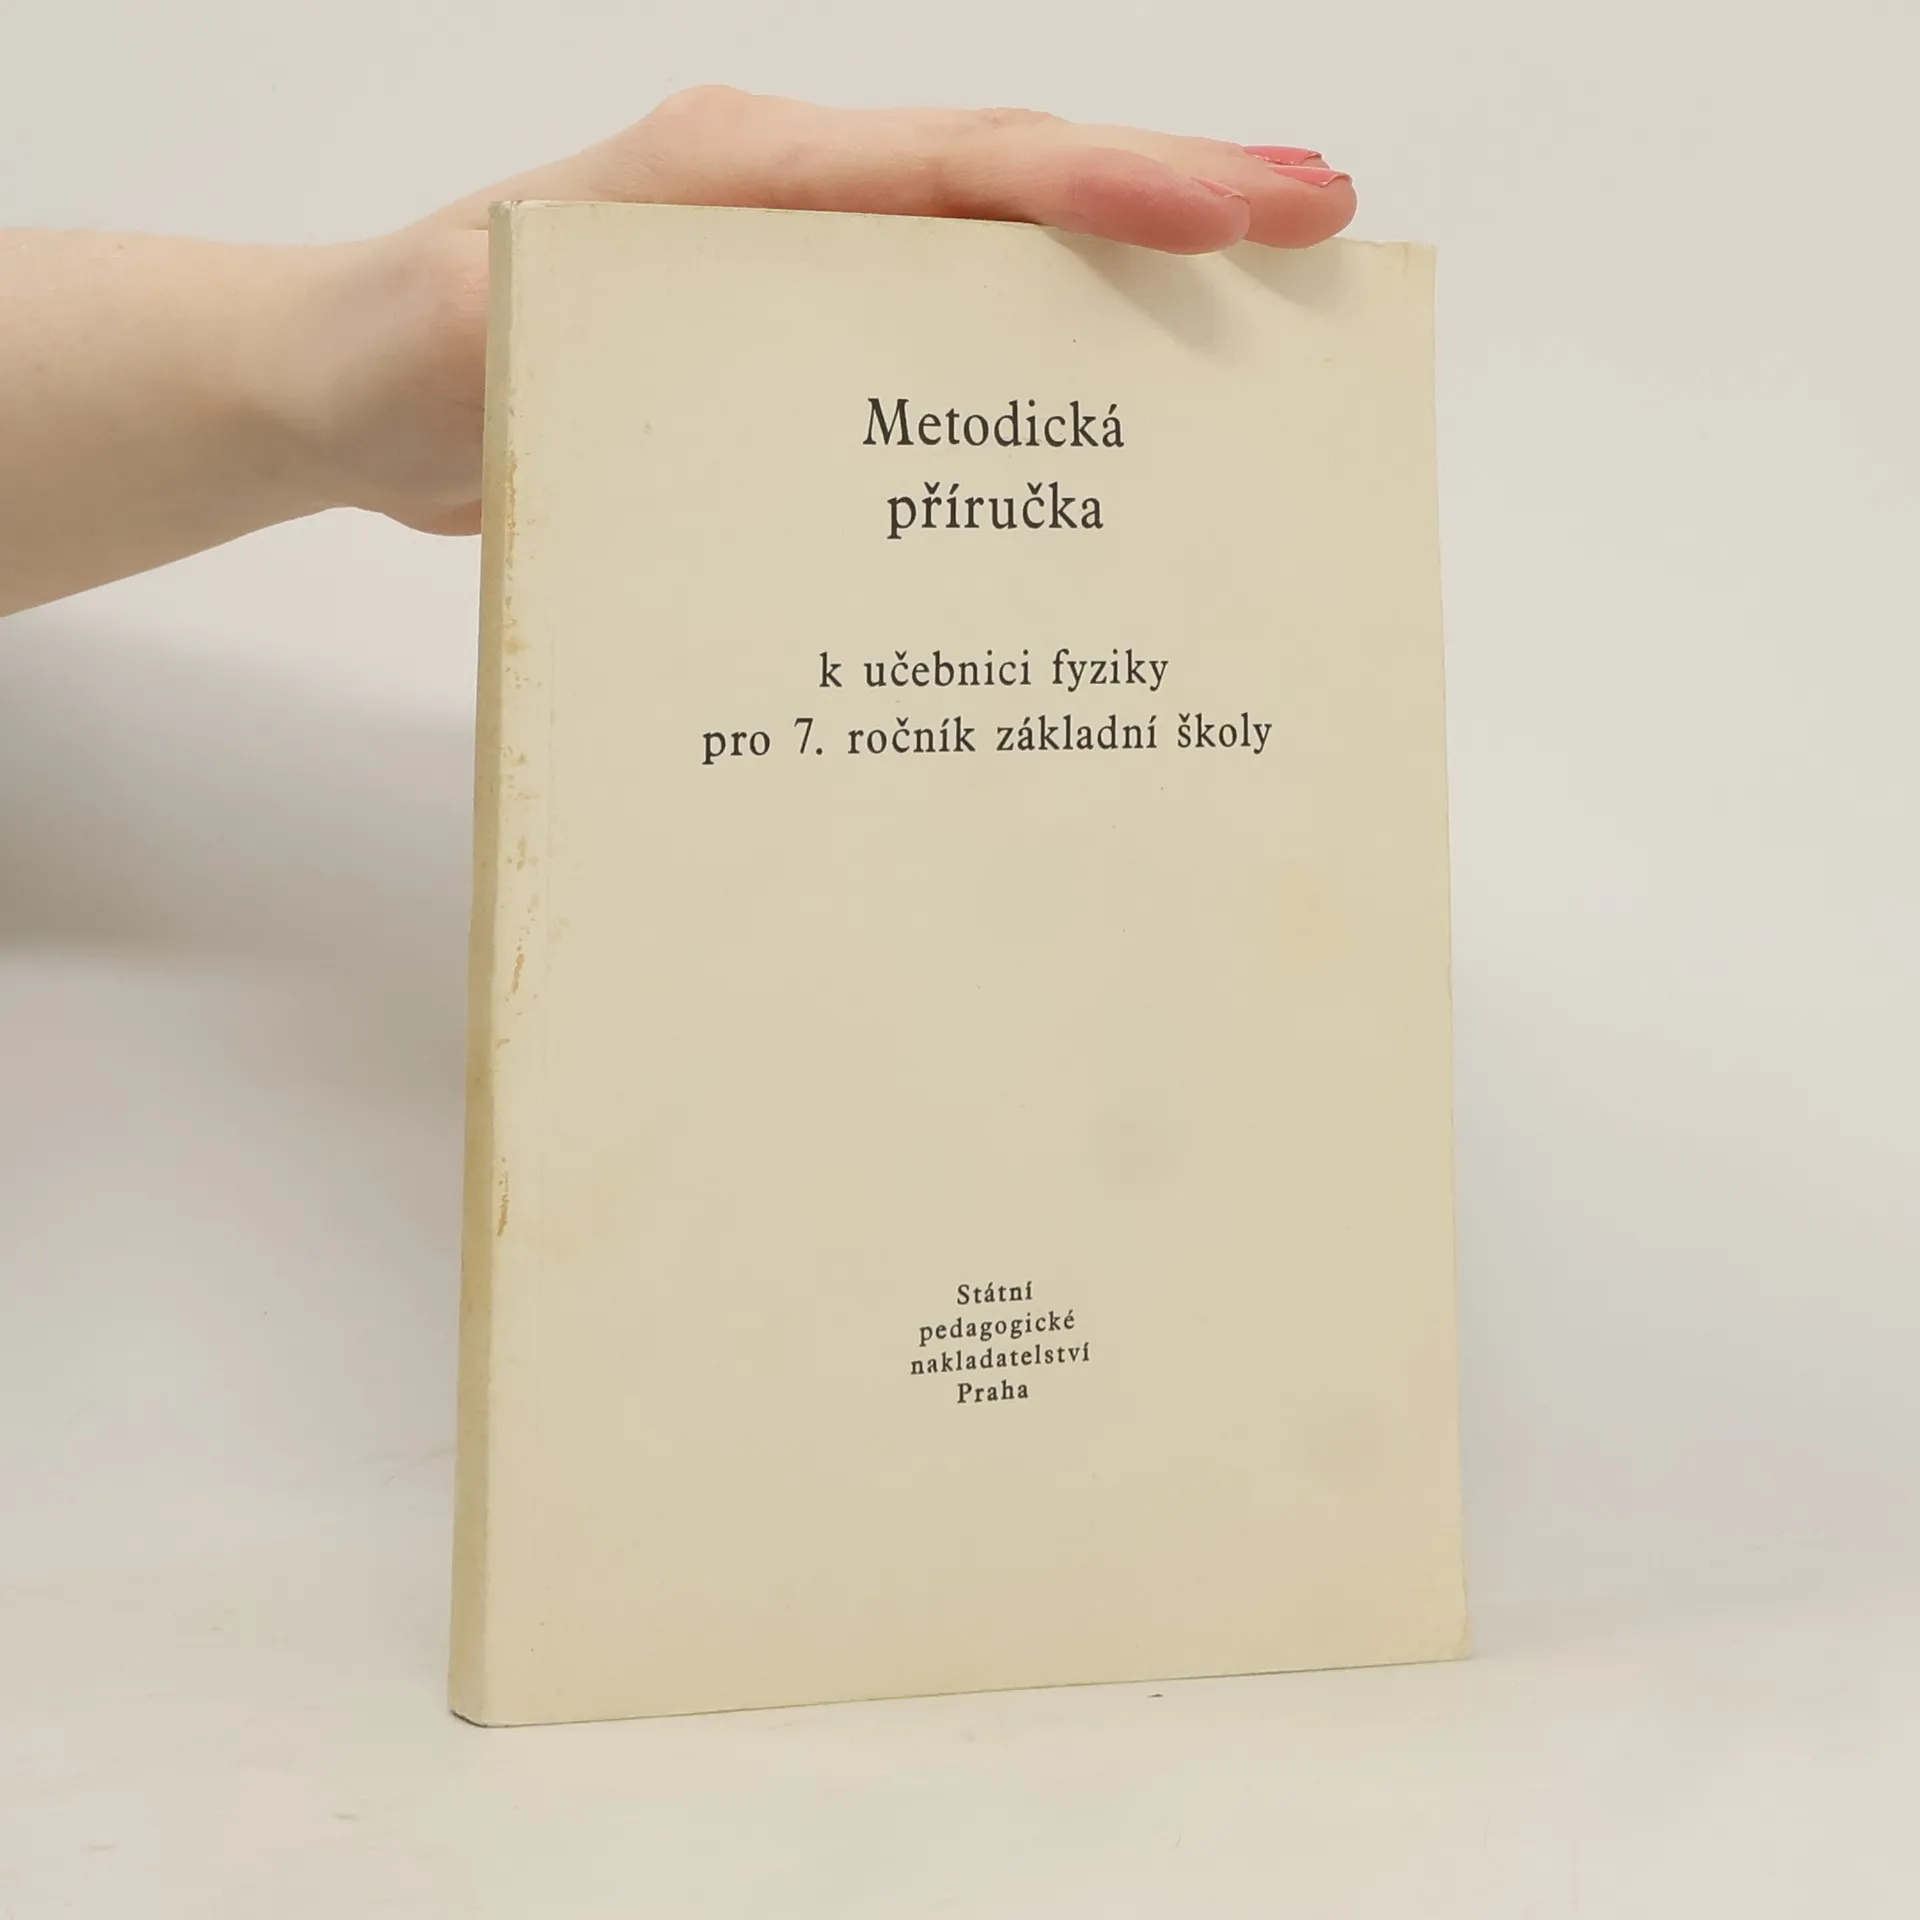 Metodická
příručka
k učebnici fyziky
pro 7. ročník základní školy
Státní
pedagogické
nakladatelství
Praha